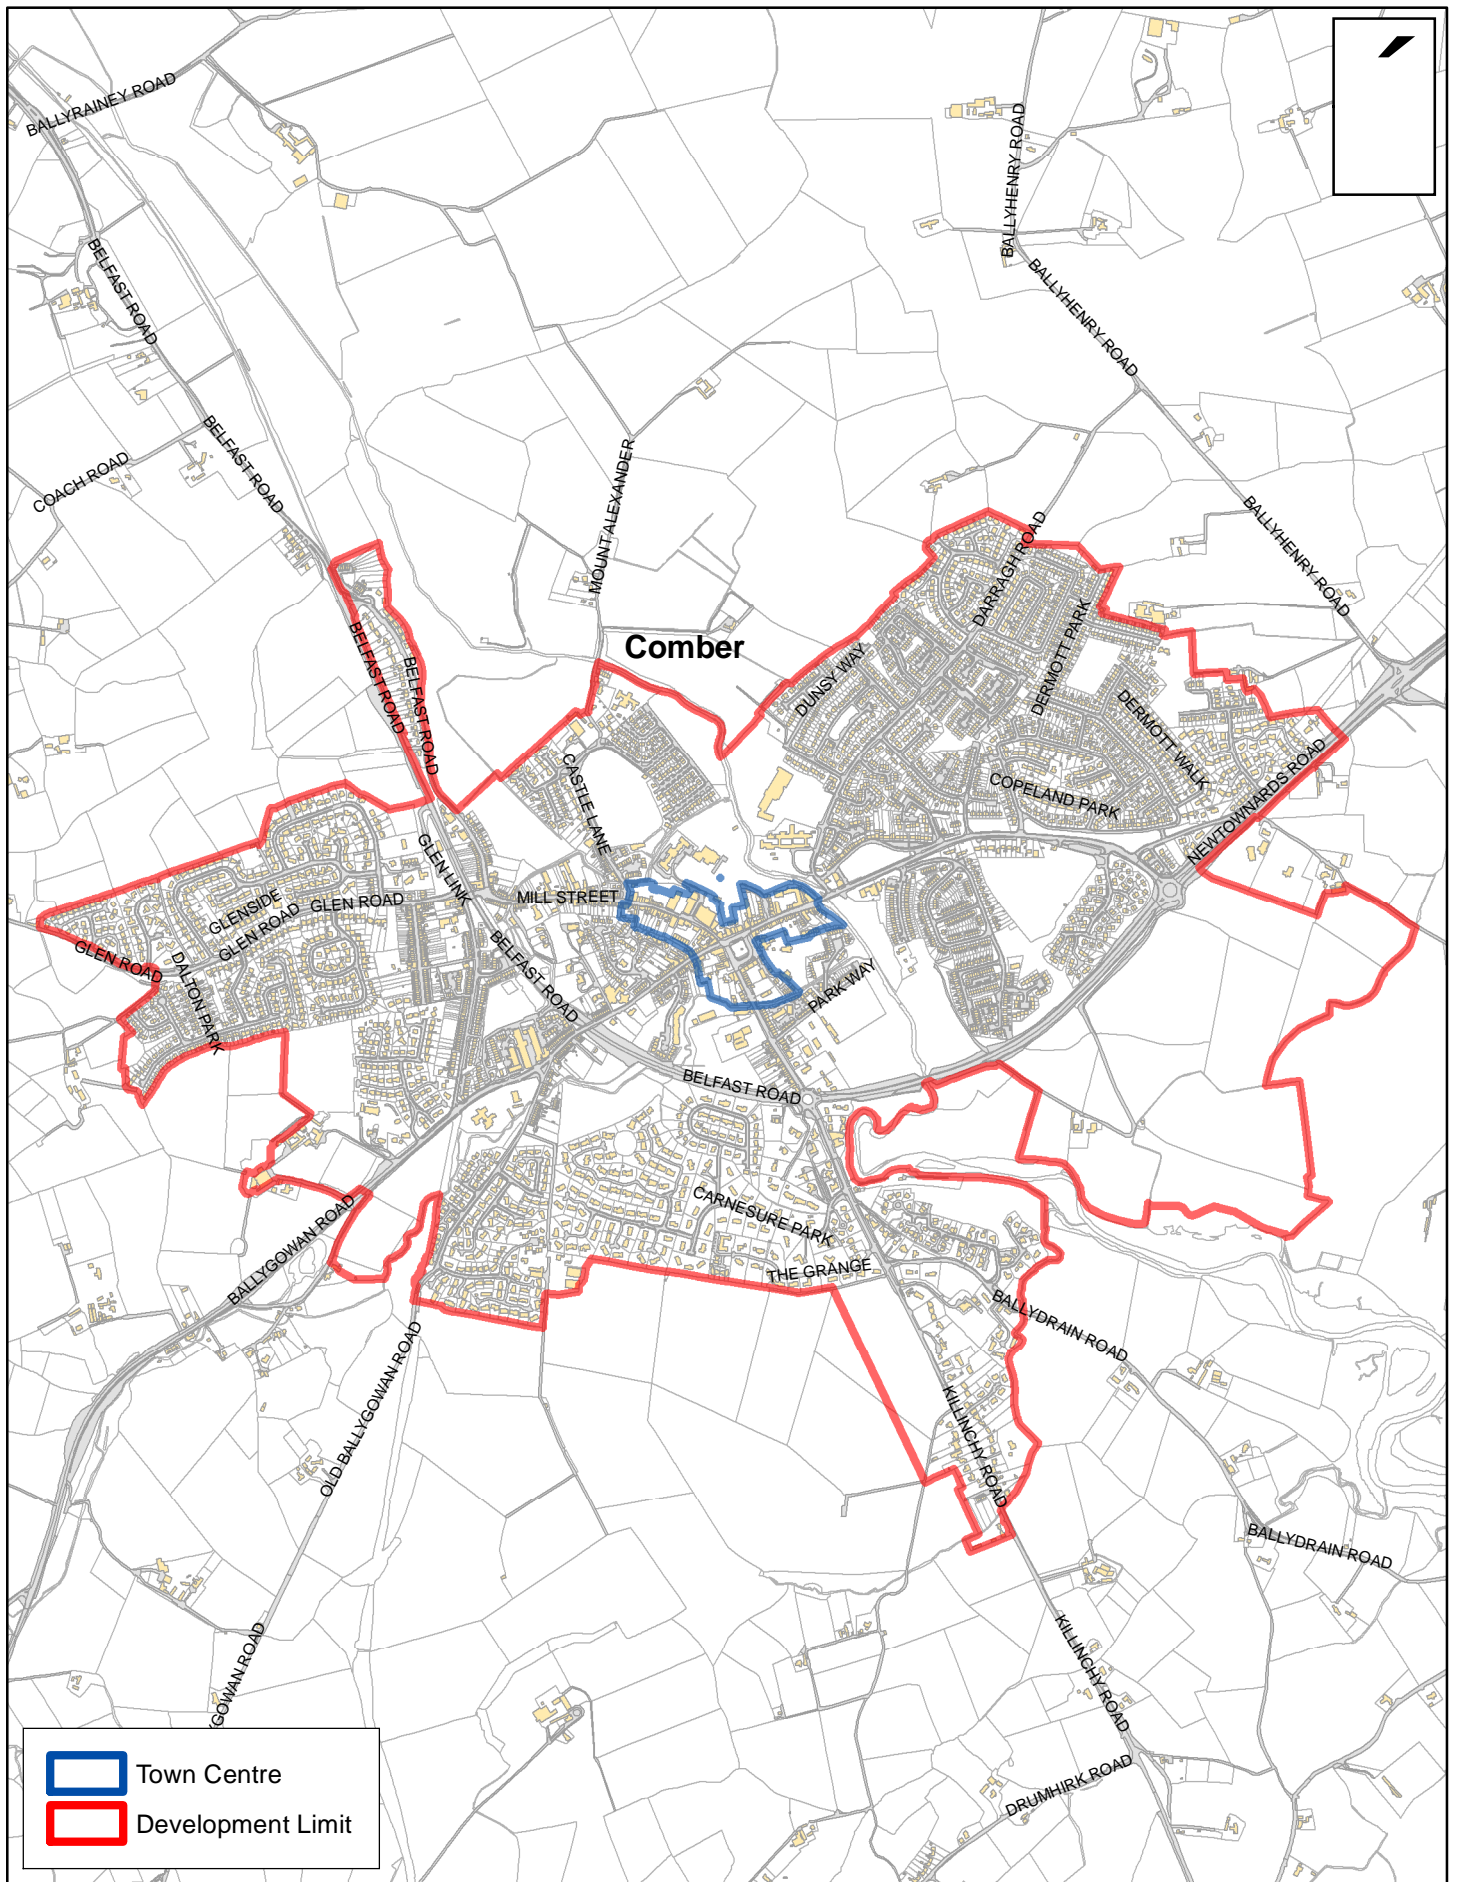 BALLYRAINEY ROAD
BALLYHENRY ROAD
BELFAST ROAD
BALLYHENRY ROAD
BELFAST ROAD
COACH ROAD
MOUNT ALEXANDER
BALLYHENRY ROAD
DARRAGH ROAD
Comber
BELFAST ROAD
BELFAST ROAD
DUNSY WAY
DERMOTT PARK
DERMOTT WALK
CASTLE LANE
COPELAND PARK
NEWTOWNARDS ROAD
GLEN LINK
GLENSIDE
GLEN ROAD
GLEN ROAD
MILL STREET
GLEN ROAD
DALTON PARK
BELFAST ROAD
PARK WAY
BELFAST ROAD
CARNESURE PARK
THE GRANGE
BALLYGOWAN ROAD
BALLYDRAIN ROAD
OLD BALLYGOWAN ROAD
KILLINCHY ROAD
BALLYDRAIN ROAD
YGOWAN ROAD
KILLINCHY ROAD
DRUMHIRK ROAD
Town Centre
Development Limit